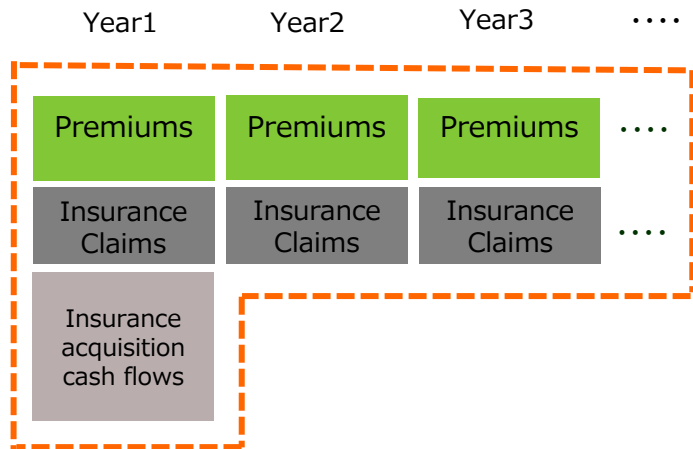 Year1 Year2 Year3 ....
Premiums Premiums Premiums ....
Insurance Claims Insurance Claims Insurance Claims ....
Insurance
acquisition
cash flows